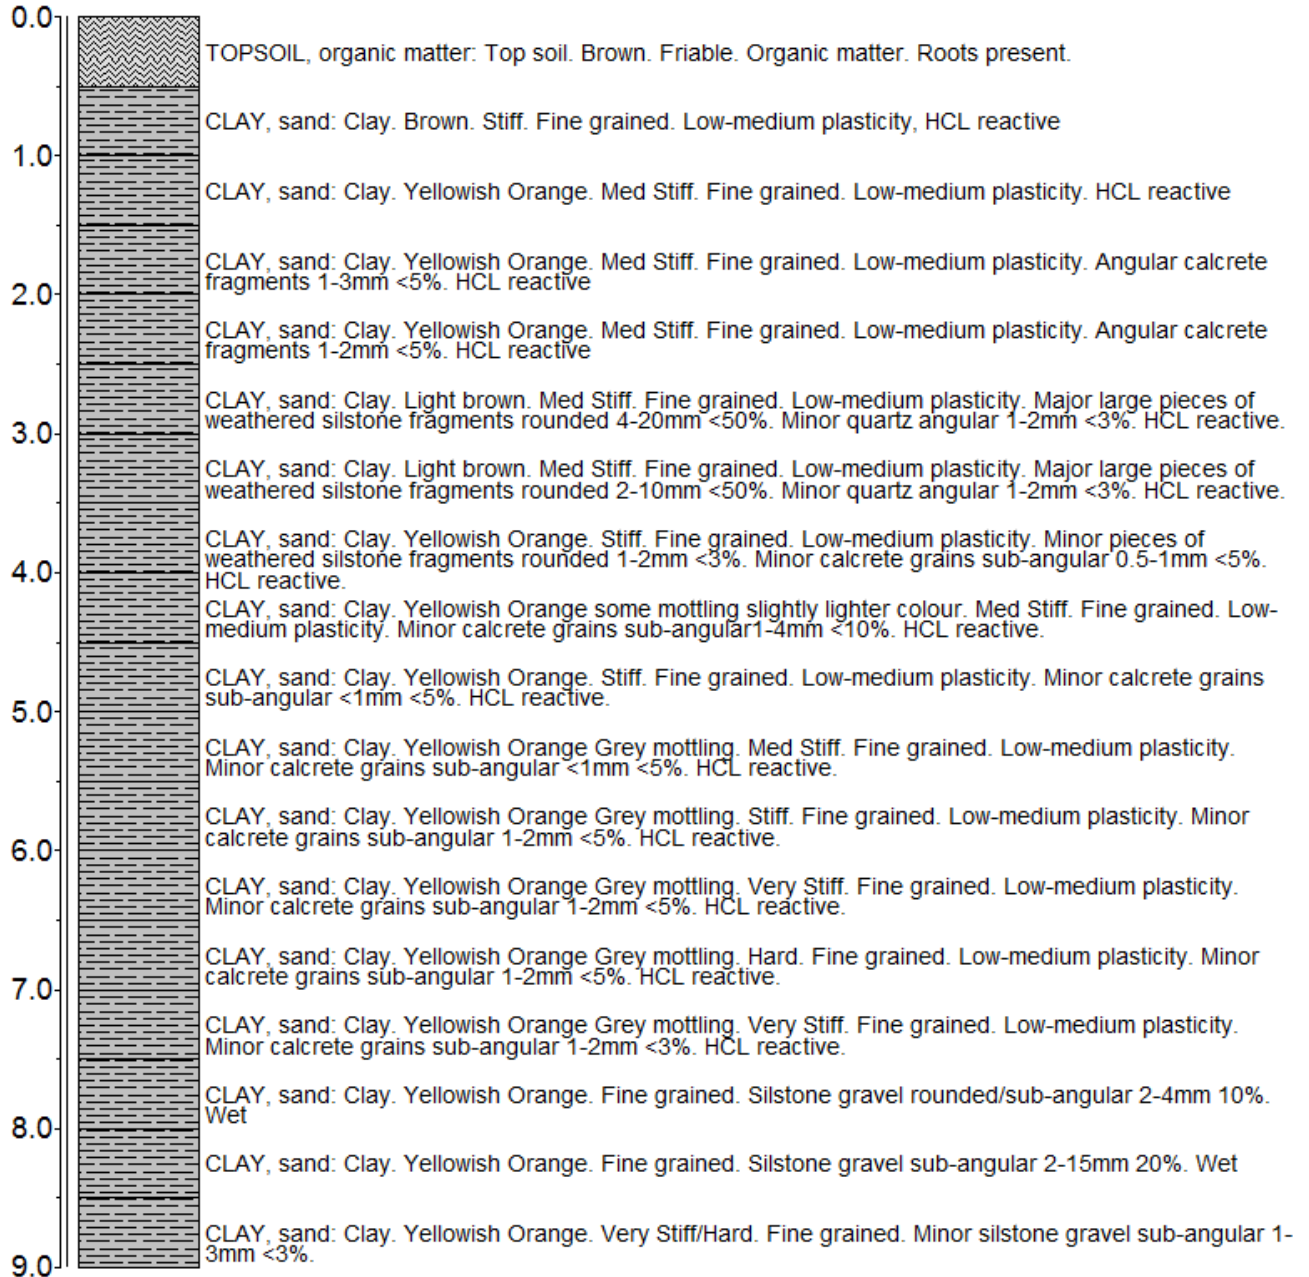 0.0
TOPSOIL, organic matter: Top soil. Brown. Friable. Organic matter. Roots present.
CLAY, sand: Clay. Brown. Stiff. Fine grained. Low-medium plasticity, HCL reactive
1.0
CLAY, sand: Clay. Yellowish Orange. Med Stiff. Fine grained. Low-medium plasticity. HCL reactive
CLAY, sand: Clay. Yellowish Orange. Med Stiff. Fine grained. Low-medium plasticity. Angular calcrete
fragments 1-3mm <5%. HCL reactive
2.0
CLAY, sand: Clay. Yellowish Orange. Med Stiff. Fine grained. Low-medium plasticity. Angular calcrete
fragments 1-2mm <5%. HCL reactive
CLAY, sand: Clay. Light brown. Med Stiff. Fine grained. Low-medium plasticity. Major large pieces of
weathered silstone fragments rounded 4-20mm <50%. Minor quartz angular 1-2mm <3%. HCL reactive.
3.0
CLAY, sand: Clay. Light brown. Med Stiff. Fine grained. Low-medium plasticity. Major large pieces of
weathered silstone fragments rounded 2-10mm <50%. Minor quartz angular 1-2mm <3%. HCL reactive.
CLAY, sand: Clay. Yellowish Orange. Stiff. Fine grained. Low-medium plasticity. Minor pieces of
weathered silstone fragments rounded 1-2mm <3%. Minor calcrete grains sub-angular 0.5-1mm <5%.
HCL reactive.
4.0
CLAY, sand: Clay. Yellowish Orange some mottling slightly lighter colour. Med Stiff. Fine grained. Low-
medium plasticity. Minor calcrete grains sub-angular1-4mm <10%. HCL reactive.
CLAY, sand: Clay. Yellowish Orange. Stiff. Fine grained. Low-medium plasticity. Minor calcrete grains
sub-angular <1mm <5%. HCL reactive.
5.0
CLAY, sand: Clay. Yellowish Orange Grey mottling. Med Stiff. Fine grained. Low-medium plasticity.
Minor calcrete grains sub-angular <1mm <5%. HCL reactive.
CLAY, sand: Clay. Yellowish Orange Grey mottling. Stiff. Fine grained. Low-medium plasticity. Minor
calcrete grains sub-angular 1-2mm <5%. HCL reactive.
6.0
CLAY, sand: Clay. Yellowish Orange Grey mottling. Very Stiff. Fine grained. Low-medium plasticity.
Minor calcrete grains sub-angular 1-2mm <5%. HCL reactive.
CLAY, sand: Clay. Yellowish Orange Grey mottling. Hard. Fine grained. Low-medium plasticity. Minor
calcrete grains sub-angular 1-2mm <5%. HCL reactive.
7.0
CLAY, sand: Clay. Yellowish Orange Grey mottling. Very Stiff. Fine grained. Low-medium plasticity.
Minor calcrete grains sub-angular 1-2mm <3%. HCL reactive.
CLAY, sand: Clay. Yellowish Orange. Fine grained. Silstone gravel rounded/sub-angular 2-4mm 10%.
Wet
8.0
CLAY, sand: Clay. Yellowish Orange. Fine grained. Silstone gravel sub-angular 2-15mm 20%. Wet
CLAY, sand: Clay. Yellowish Orange. Very Stiff/Hard. Fine grained. Minor silstone gravel sub-angular 1-
3mm <3%.
9.0